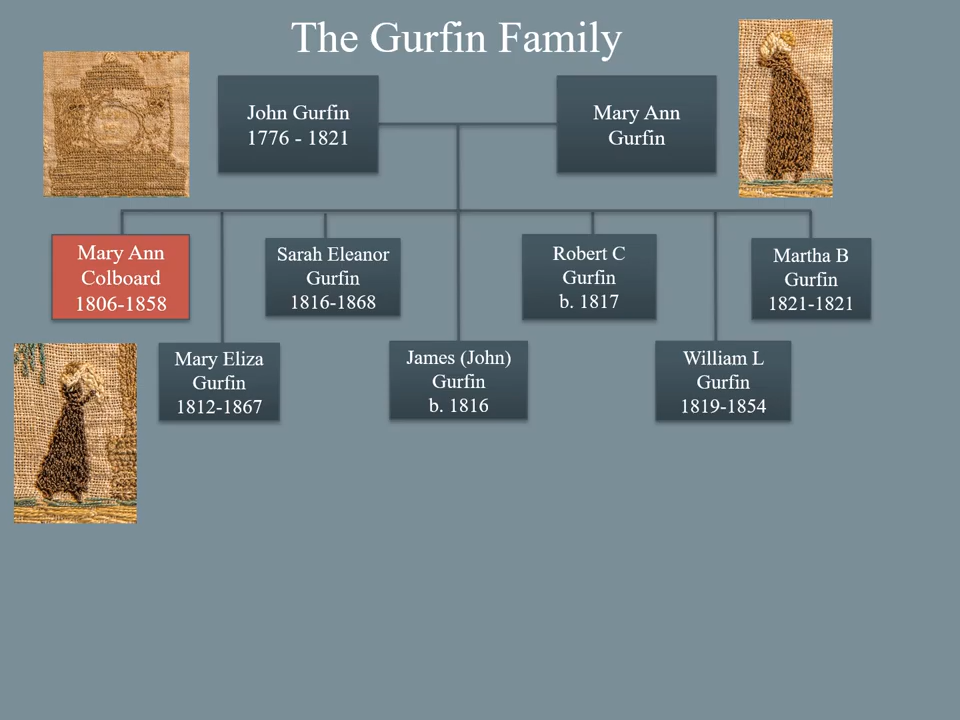 The Gurfin Family
John Gurfin
1776 - 1821
Mary Ann
Gurfin
Mary Ann
Colboard
1806-1858
Sarah Eleanor
Gurfin
1816-1868
Robert C
Gurfin
b. 1817
Martha B
Gurfin
1821-1821
Mary Eliza
Gurfin
1812-1867
James (John)
Gurfin
b. 1816
William L
Gurfin
1819-1854